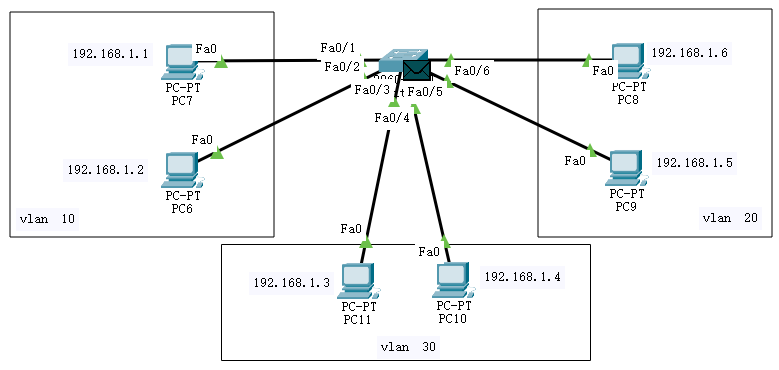 192.168.1.1
Fa0
Fa0/1
PC-PT
PC7
Fa0/2
Fa0/3
Fa0/4
Fa0/5
Fa0/6
Fa0
192.168.1.6
PC-PT
PC8
192.168.1.2
Fa0
PC-PT
PC6
vlan 10
Fa0
192.168.1.5
PC-PT
PC9
vlan 20
192.168.1.3
Fa0
PC-PT
PC11
Fa0
192.168.1.4
PC-PT
PC10
vlan 30